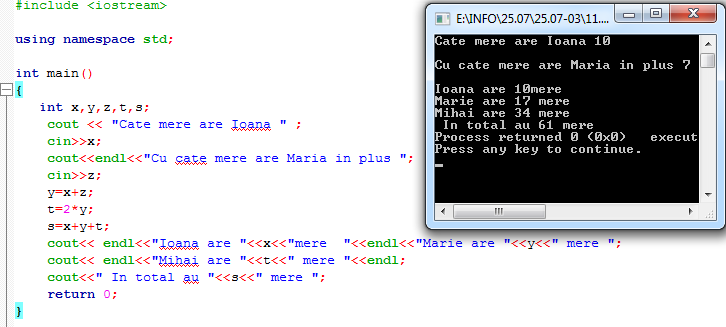 #include <iostream>
using namespace std;
int main()
{
int x,y,z,t,s;
cout << "Cate mere are Ioana " ;
cin>>x;
cout<<endl<<"Cu cate mere are Maria in plus ";
cin>>z;
y=x+z;
t=2*y;
s=x+y+t;
cout<< endl<<"Ioana are "<<x<<"mere  "<<endl<<"Marie are "<<y<<" mere ";
cout<< endl<<"Mihai are "<<t<<" mere "<<endl;
cout<<" In total au "<<s<<" mere ";
return 0;
}
E:\INFO\25.07\25.07-03\11....
Cate mere are Ioana 10
Cu cate mere are Maria in plus 7
Ioana are 10mere
Marie are 17 mere
Mihai are 34 mere
In total au 61 mere
Process returned 0 (0x0)   execut
Press any key to continue.